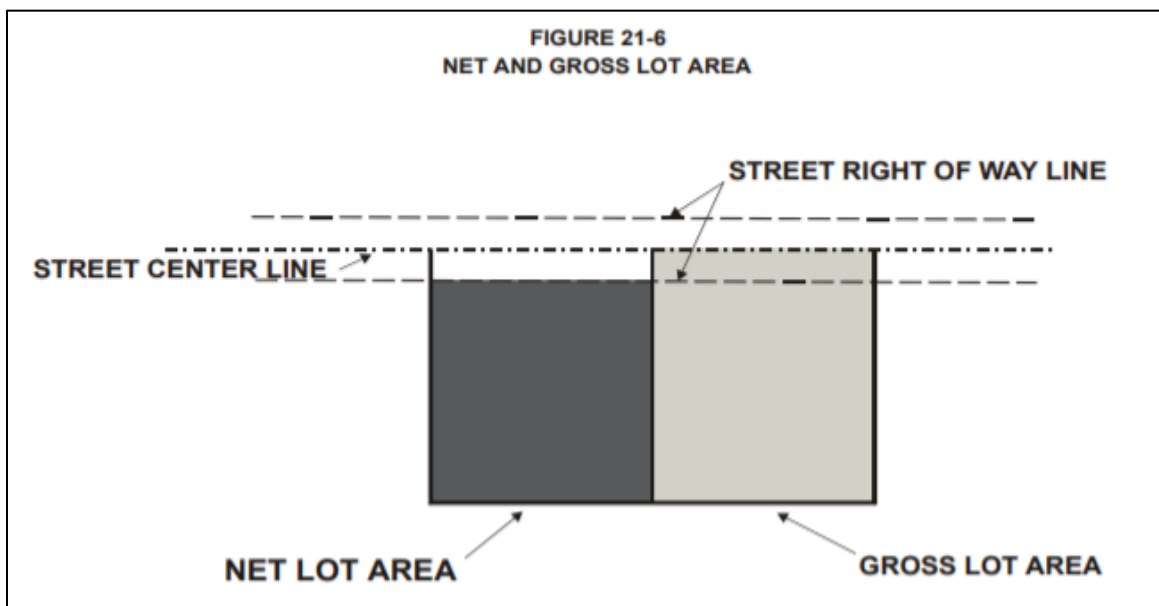 FIGURE 21-6
NET AND GROSS LOT AREA
STREET RIGHT OF WAY LINE
STREET CENTER LINE
NET LOT AREA
GROSS LOT AREA